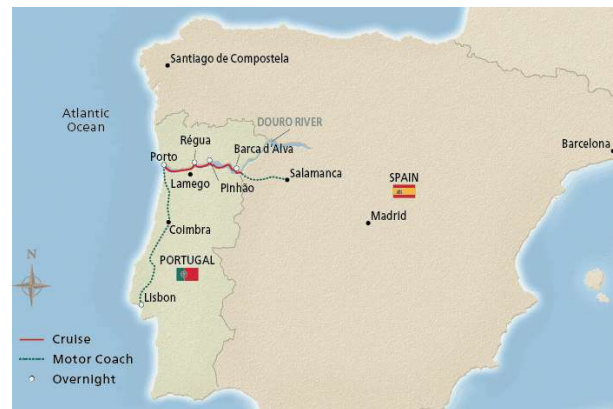 Santiago de Compostela
Atlantic
Ocean
DOURO RIVER
Régua
Barca d'Alva
Porto
Barcelona
Lamego
Pinhão
Salamanca
SPAIN
Madrid
Coimbra
N
PORTUGAL
Lisbon
Cruise
Motor Coach
Overnight